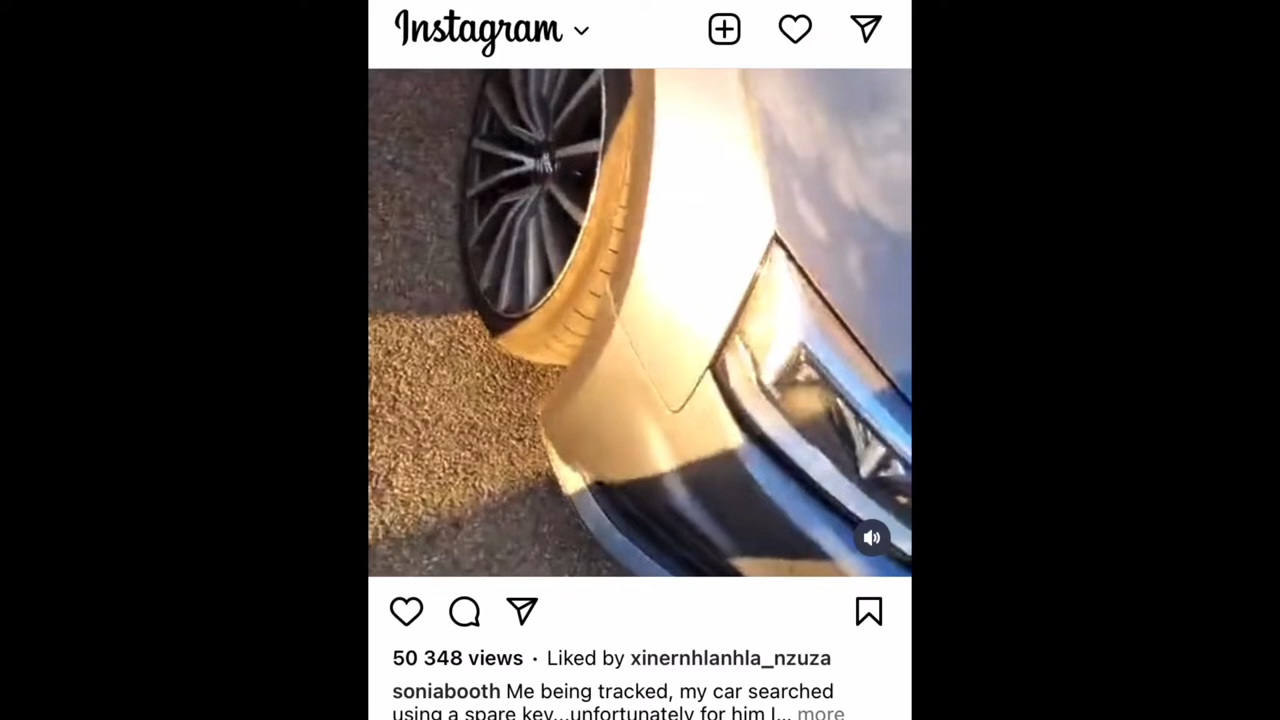 Instagram
50 348 views · Liked by xinernhlanhla_nzuza
soniabooth Me being tracked, my car searched
using a spare key...unfortunately for him I... more